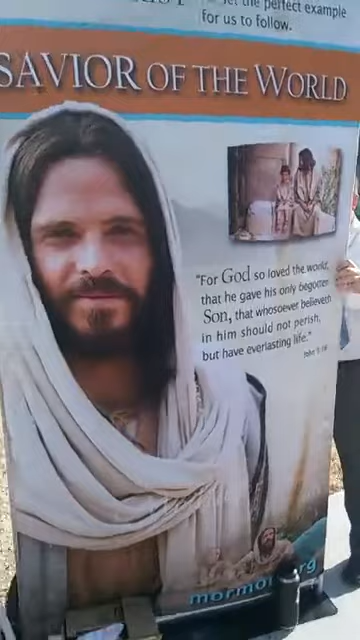 the perfect example
for us to follow.
SAVIOR OF THE WORLD
"For God so loved the world,
that he gave his only begotten
Son, that whosoever believeth
in him should not perish,
but have everlasting life."
John 3:16